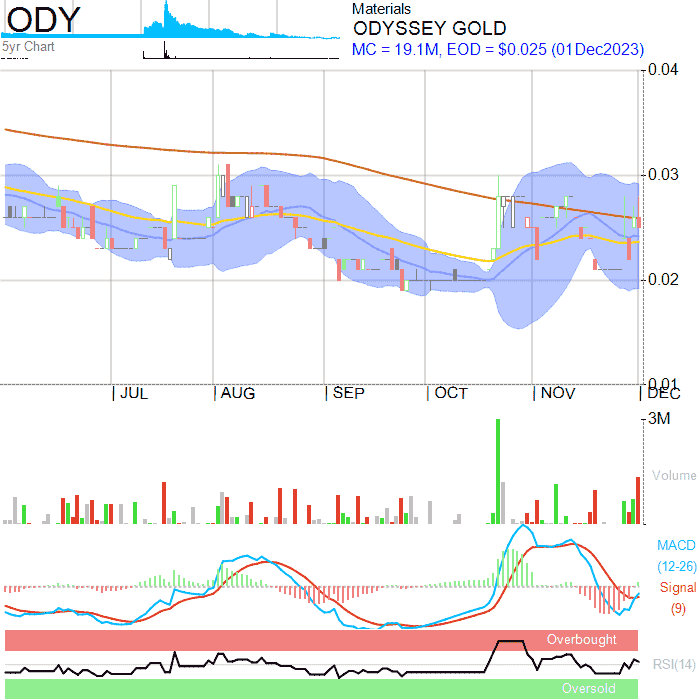 ODY
5yr Chart
Materials
ODYSSEY GOLD
MC = 19.1M, EOD = $0.025 (01Dec2023)
0.04
0.03
0.02
0.01
JUL AUG SEP OCT NOV DEC
3M
Volume
MACD
(12-26)
Signal
(9)
Overbought
RSI(14)
Oversold